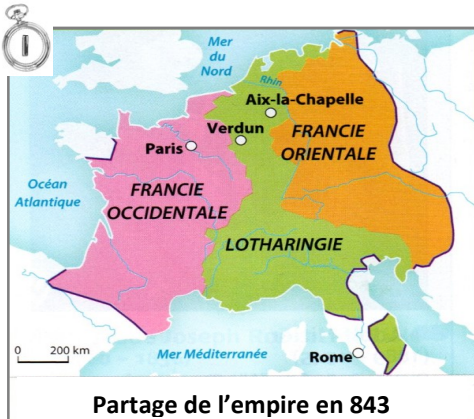 I
Mer
du
Nord
Rhin
Aix-la-Chapelle
Verdun
Paris
FRANCIE
ORIENTALE
Océan
Atlantique
FRANCIE
OCCIDENTALE
LOTHARINGIE
0 200 km
Mer Méditerranée
Rome
Partage de l’empire en 843